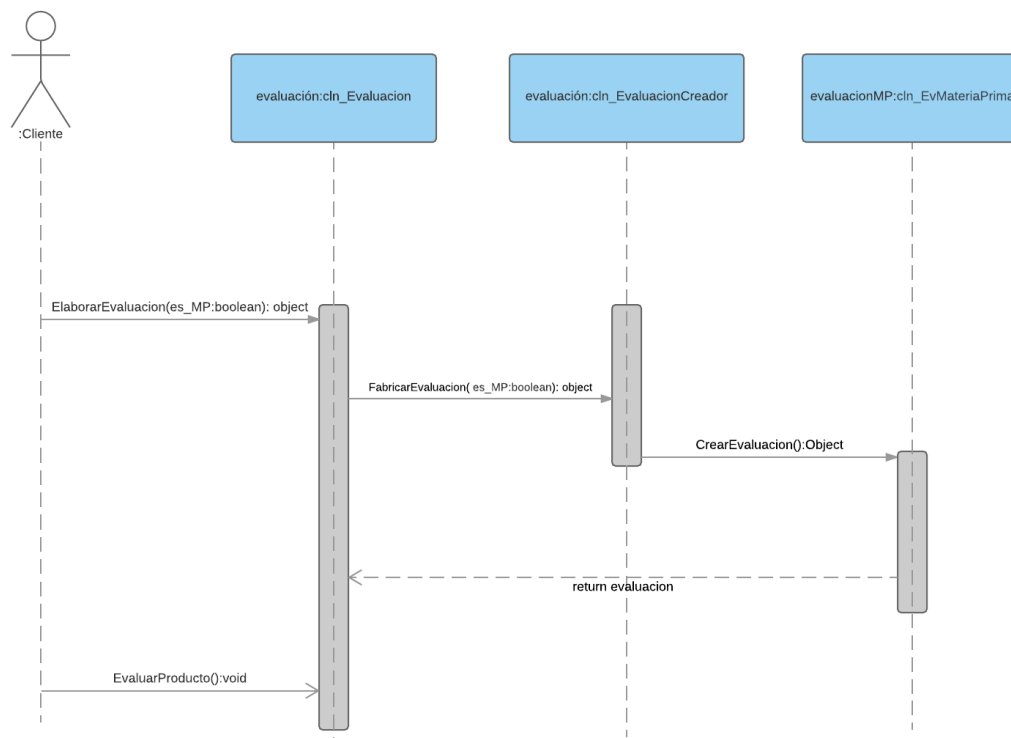 :Cliente
evaluación:cln_Evaluacion
evaluación:cln_EvaluacionCreador
evaluacionMP:cln_EvMateriaPrima
ElaborarEvaluacion(es_MP:boolean): object
FabricarEvaluacion( es_MP:boolean): object
CrearEvaluacion():Object
return evaluacion
EvaluarProducto():void